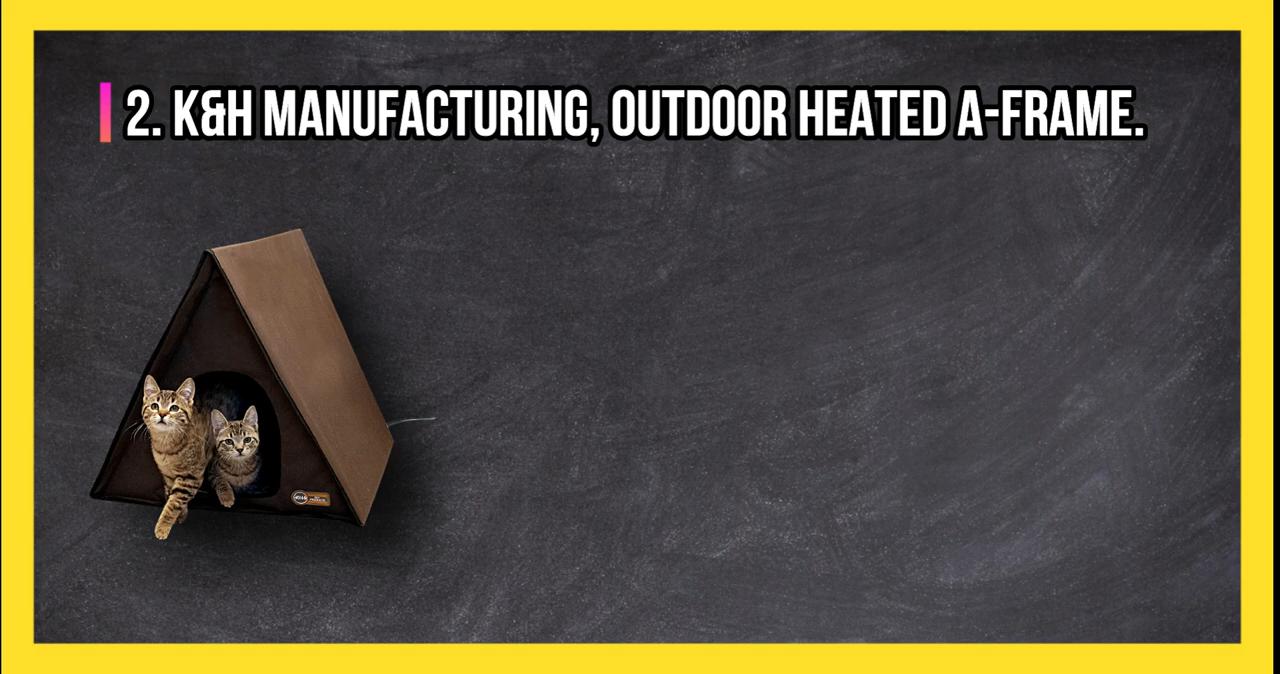 2. K&H MANUFACTURING, OUTDOOR HEATED A-FRAME.